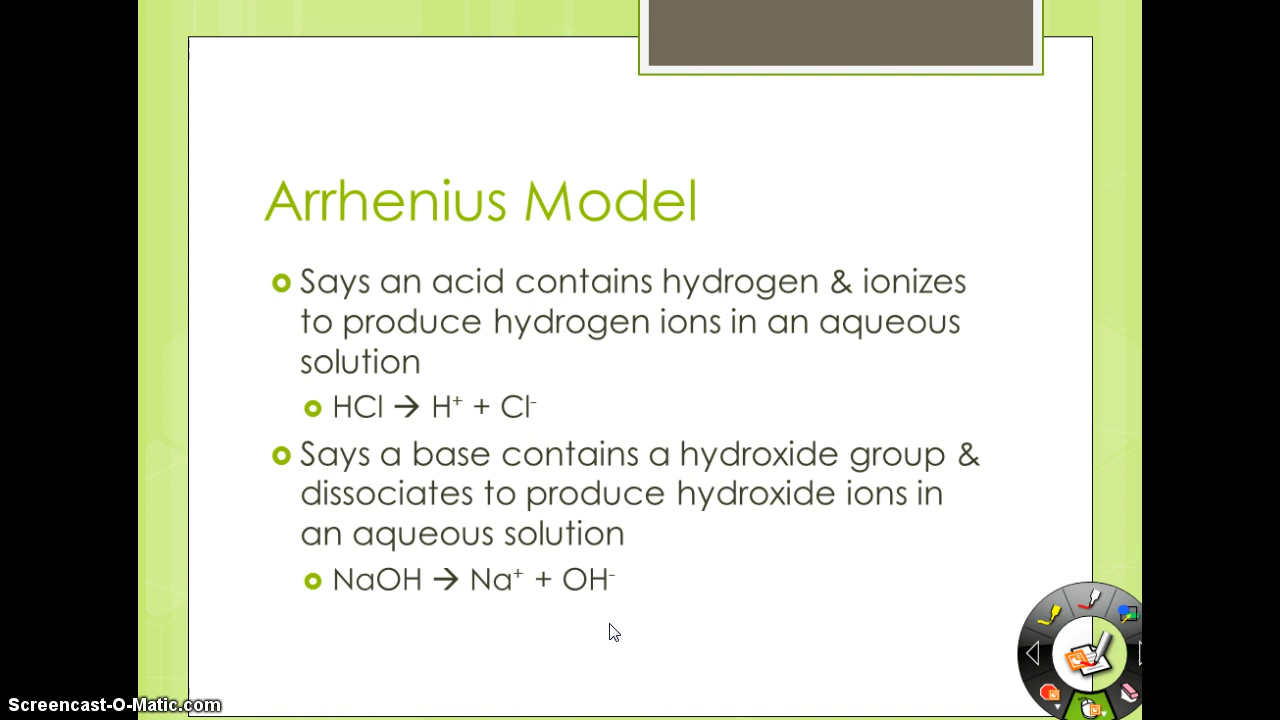 Arrhenius Model
Says an acid contains hydrogen & ionizes
to produce hydrogen ions in an aqueous
solution
HCl → H⁺ + Cl⁻
Says a base contains a hydroxide group &
dissociates to produce hydroxide ions in
an aqueous solution
NaOH → Na⁺ + OH⁻
Screencast-O-Matic.com